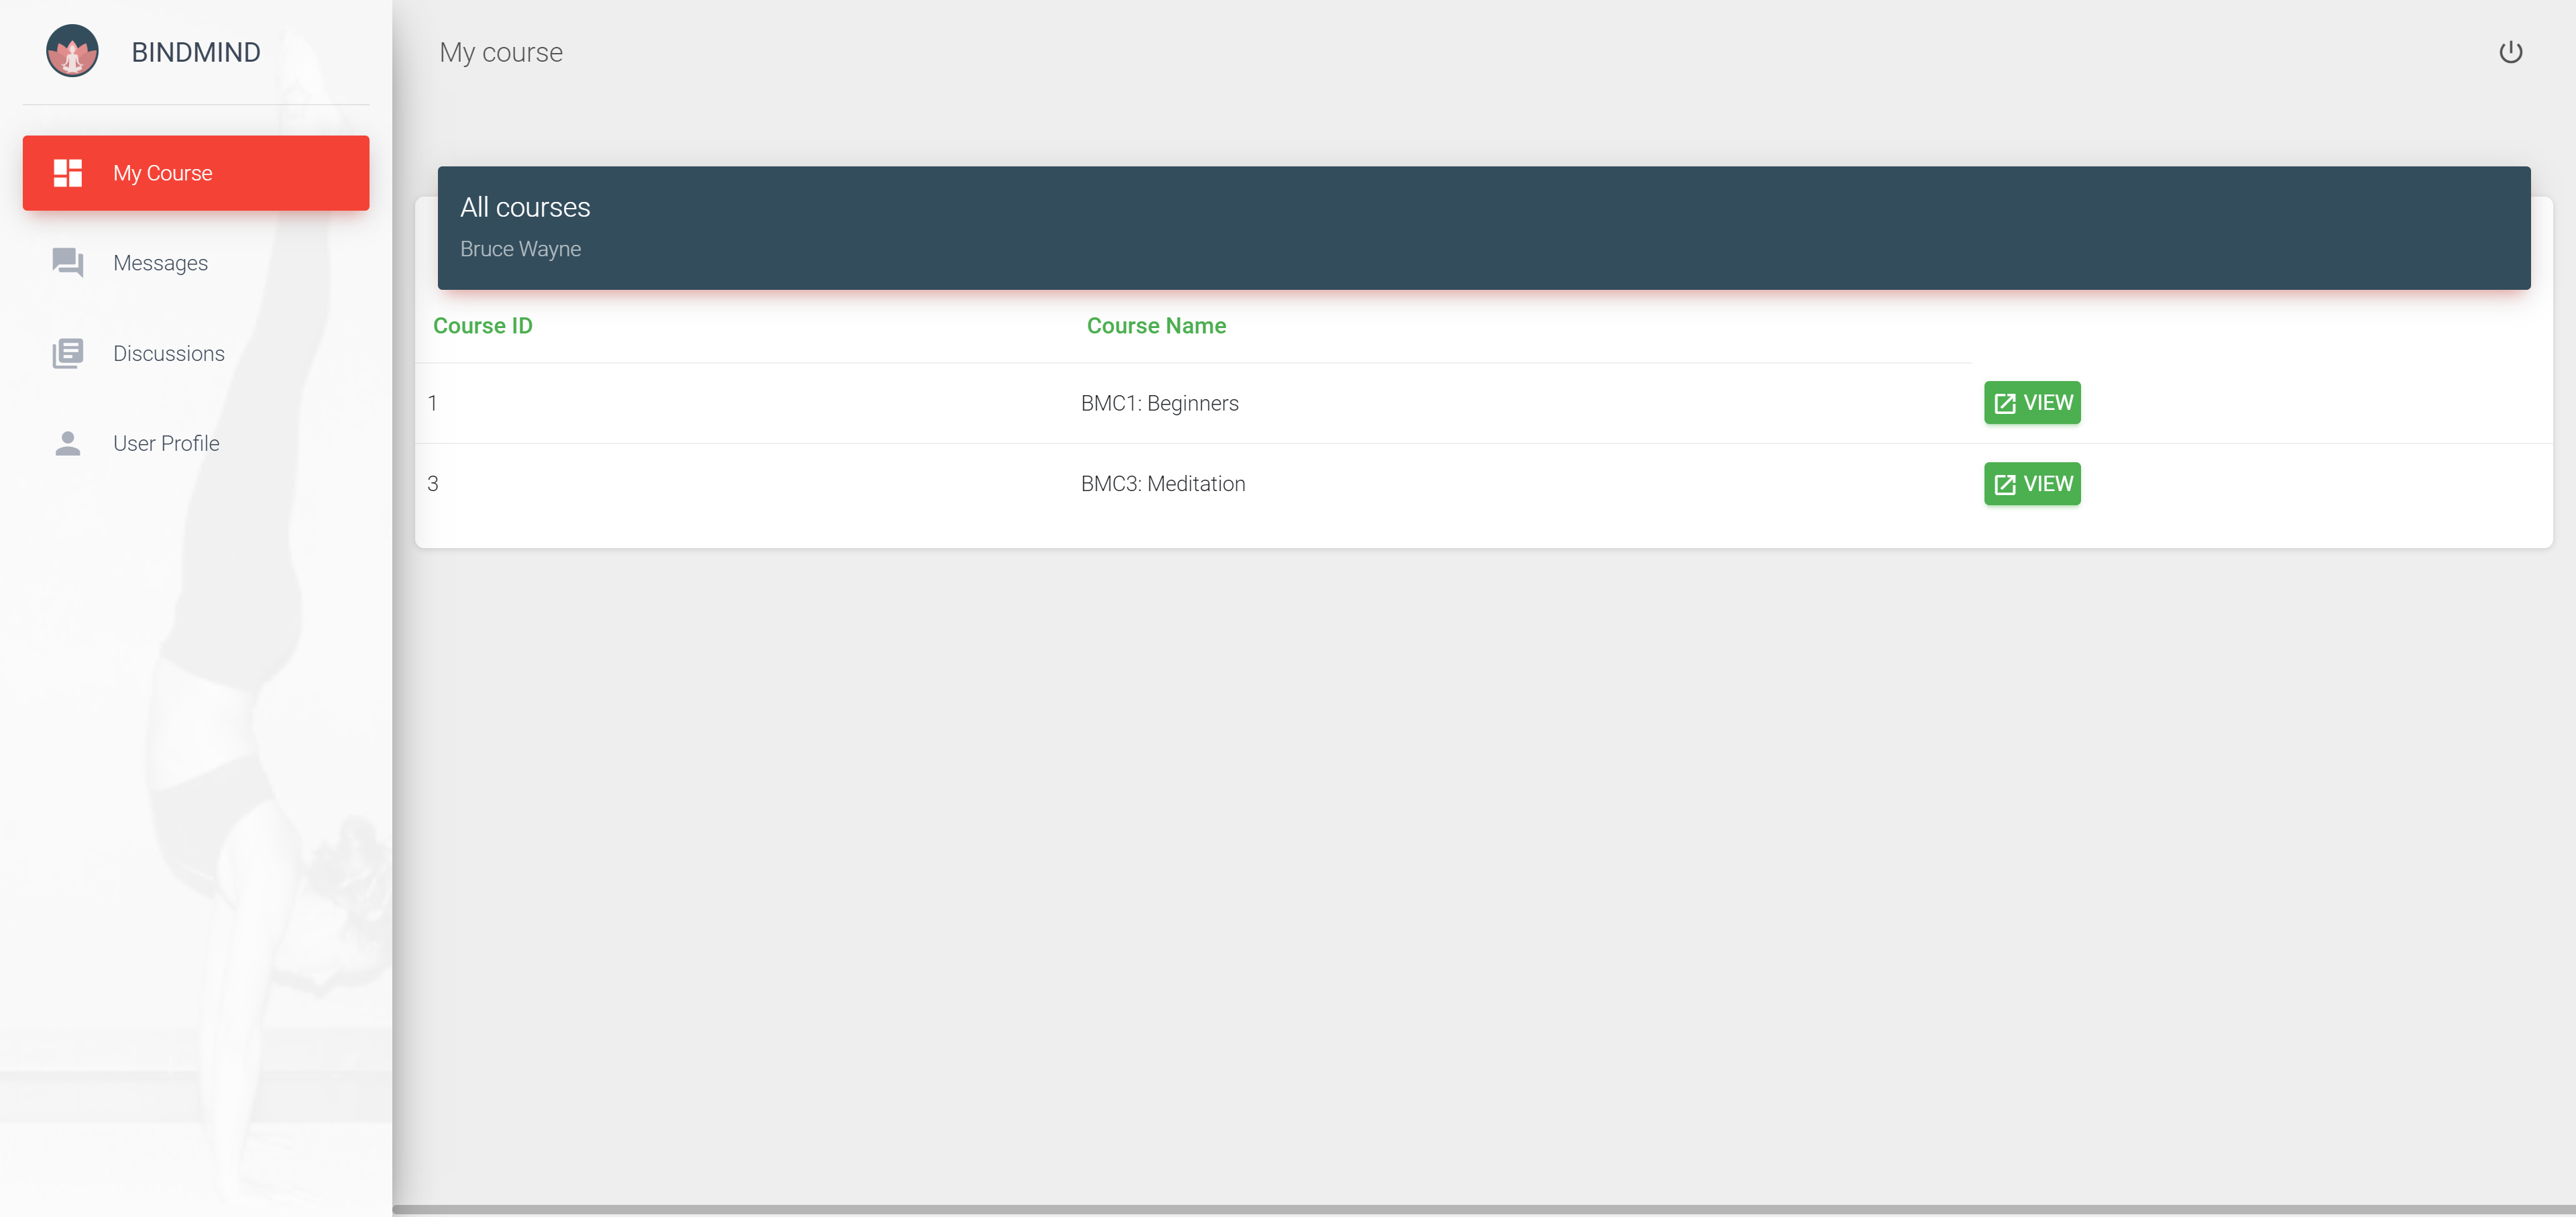 BINDMIND
My Course
Messages
Discussions
User Profile
My course
All courses
Bruce Wayne
Course ID Course Name
1 BMC1: Beginners VIEW
3 BMC3: Meditation VIEW